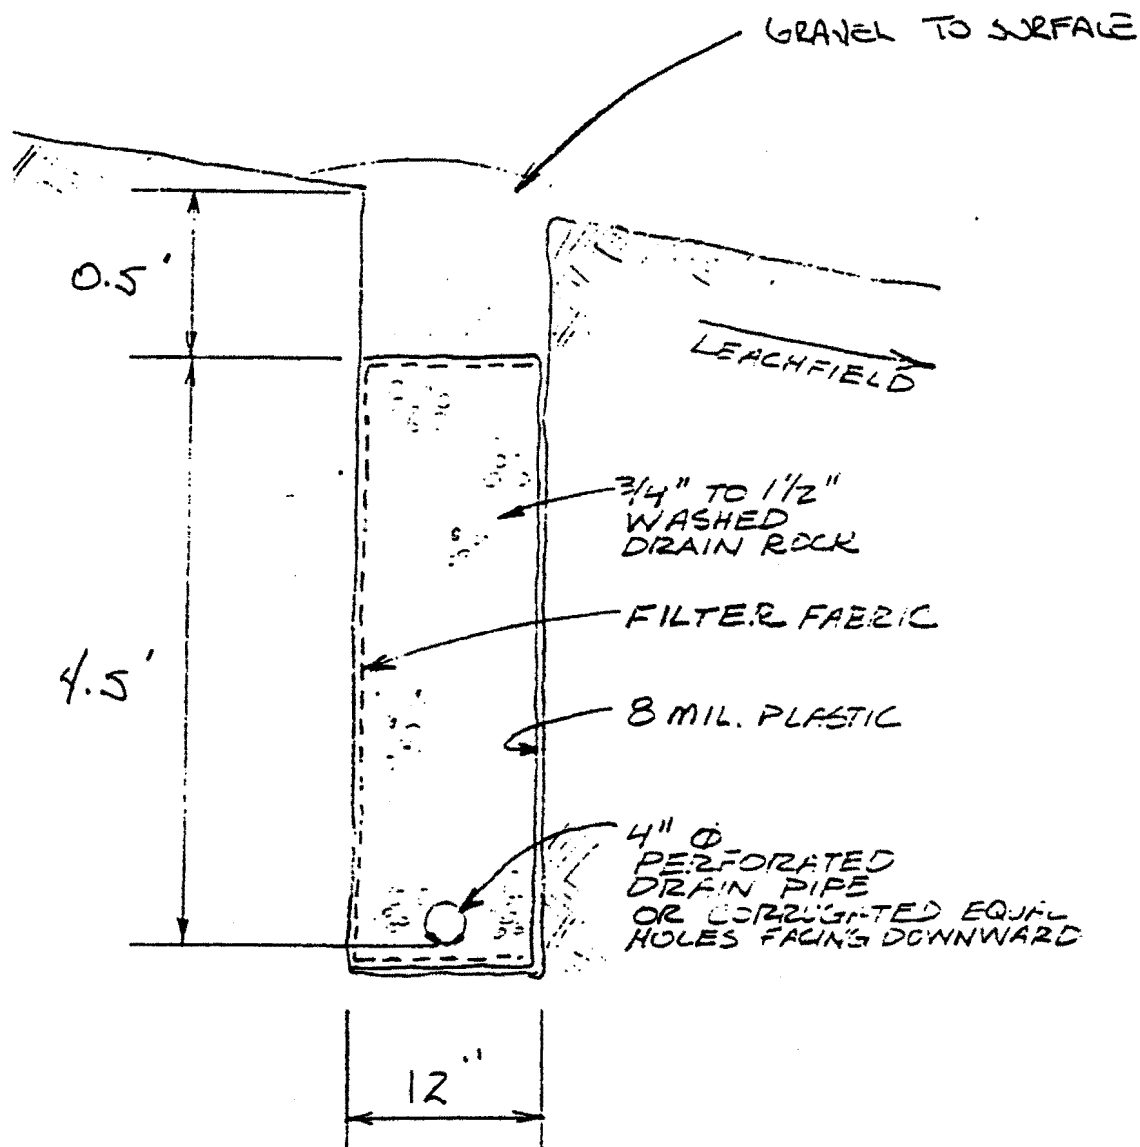 GRAVEL TO SURFACE
0.5'
LEACHFIELD
3/4" TO 1 1/2"
WASHED
DRAIN ROCK
FILTER FABRIC
4.5'
8 MIL. PLASTIC
4" Φ
PERFORATED
DRAIN PIPE
OR CORRUGATED EQUAL
HOLES FACING DOWNWARD
12"